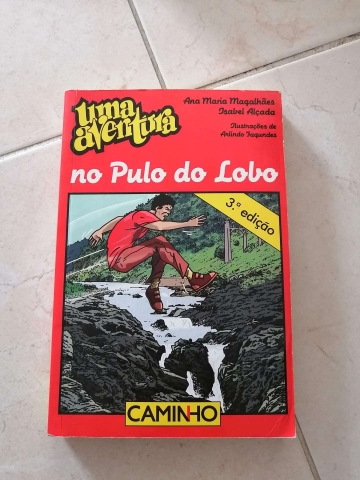 uma
aventura
Ana Maria Magalhães
Isabel Alçada
Ilustrações de
Arlindo Fagundes
no Pulo do Lobo
3.ª edição
CAMINHO